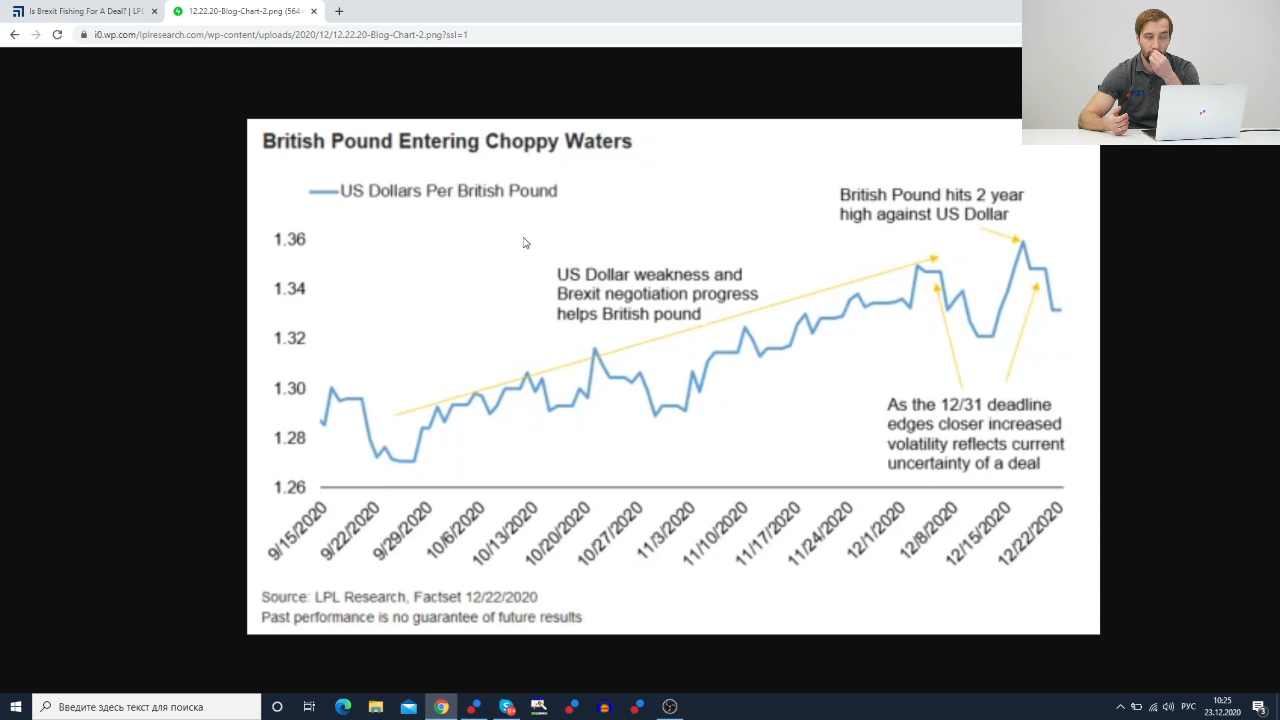 Is Brexit Fishing For A Deal? | LPL
12.22.20-Blog-Chart-2.png (564
i0.wp.com/lplresearch.com/wp-content/uploads/2020/12/12.22.20-Blog-Chart-2.png?ssl=1
British Pound Entering Choppy Waters
US Dollars Per British Pound
British Pound hits 2 year
high against US Dollar
US Dollar weakness and
Brexit negotiation progress
helps British pound
As the 12/31 deadline
edges closer increased
volatility reflects current
uncertainty of a deal
1.36
1.34
1.32
1.30
1.28
1.26
9/15/2020
9/22/2020
9/29/2020
10/6/2020
10/13/2020
10/20/2020
10/27/2020
11/3/2020
11/10/2020
11/17/2020
11/24/2020
12/1/2020
12/8/2020
12/15/2020
12/22/2020
Source: LPL Research, Factset 12/22/2020
Past performance is no guarantee of future results
Введите здесь текст для поиска
РУС
10:25
23.12.2020